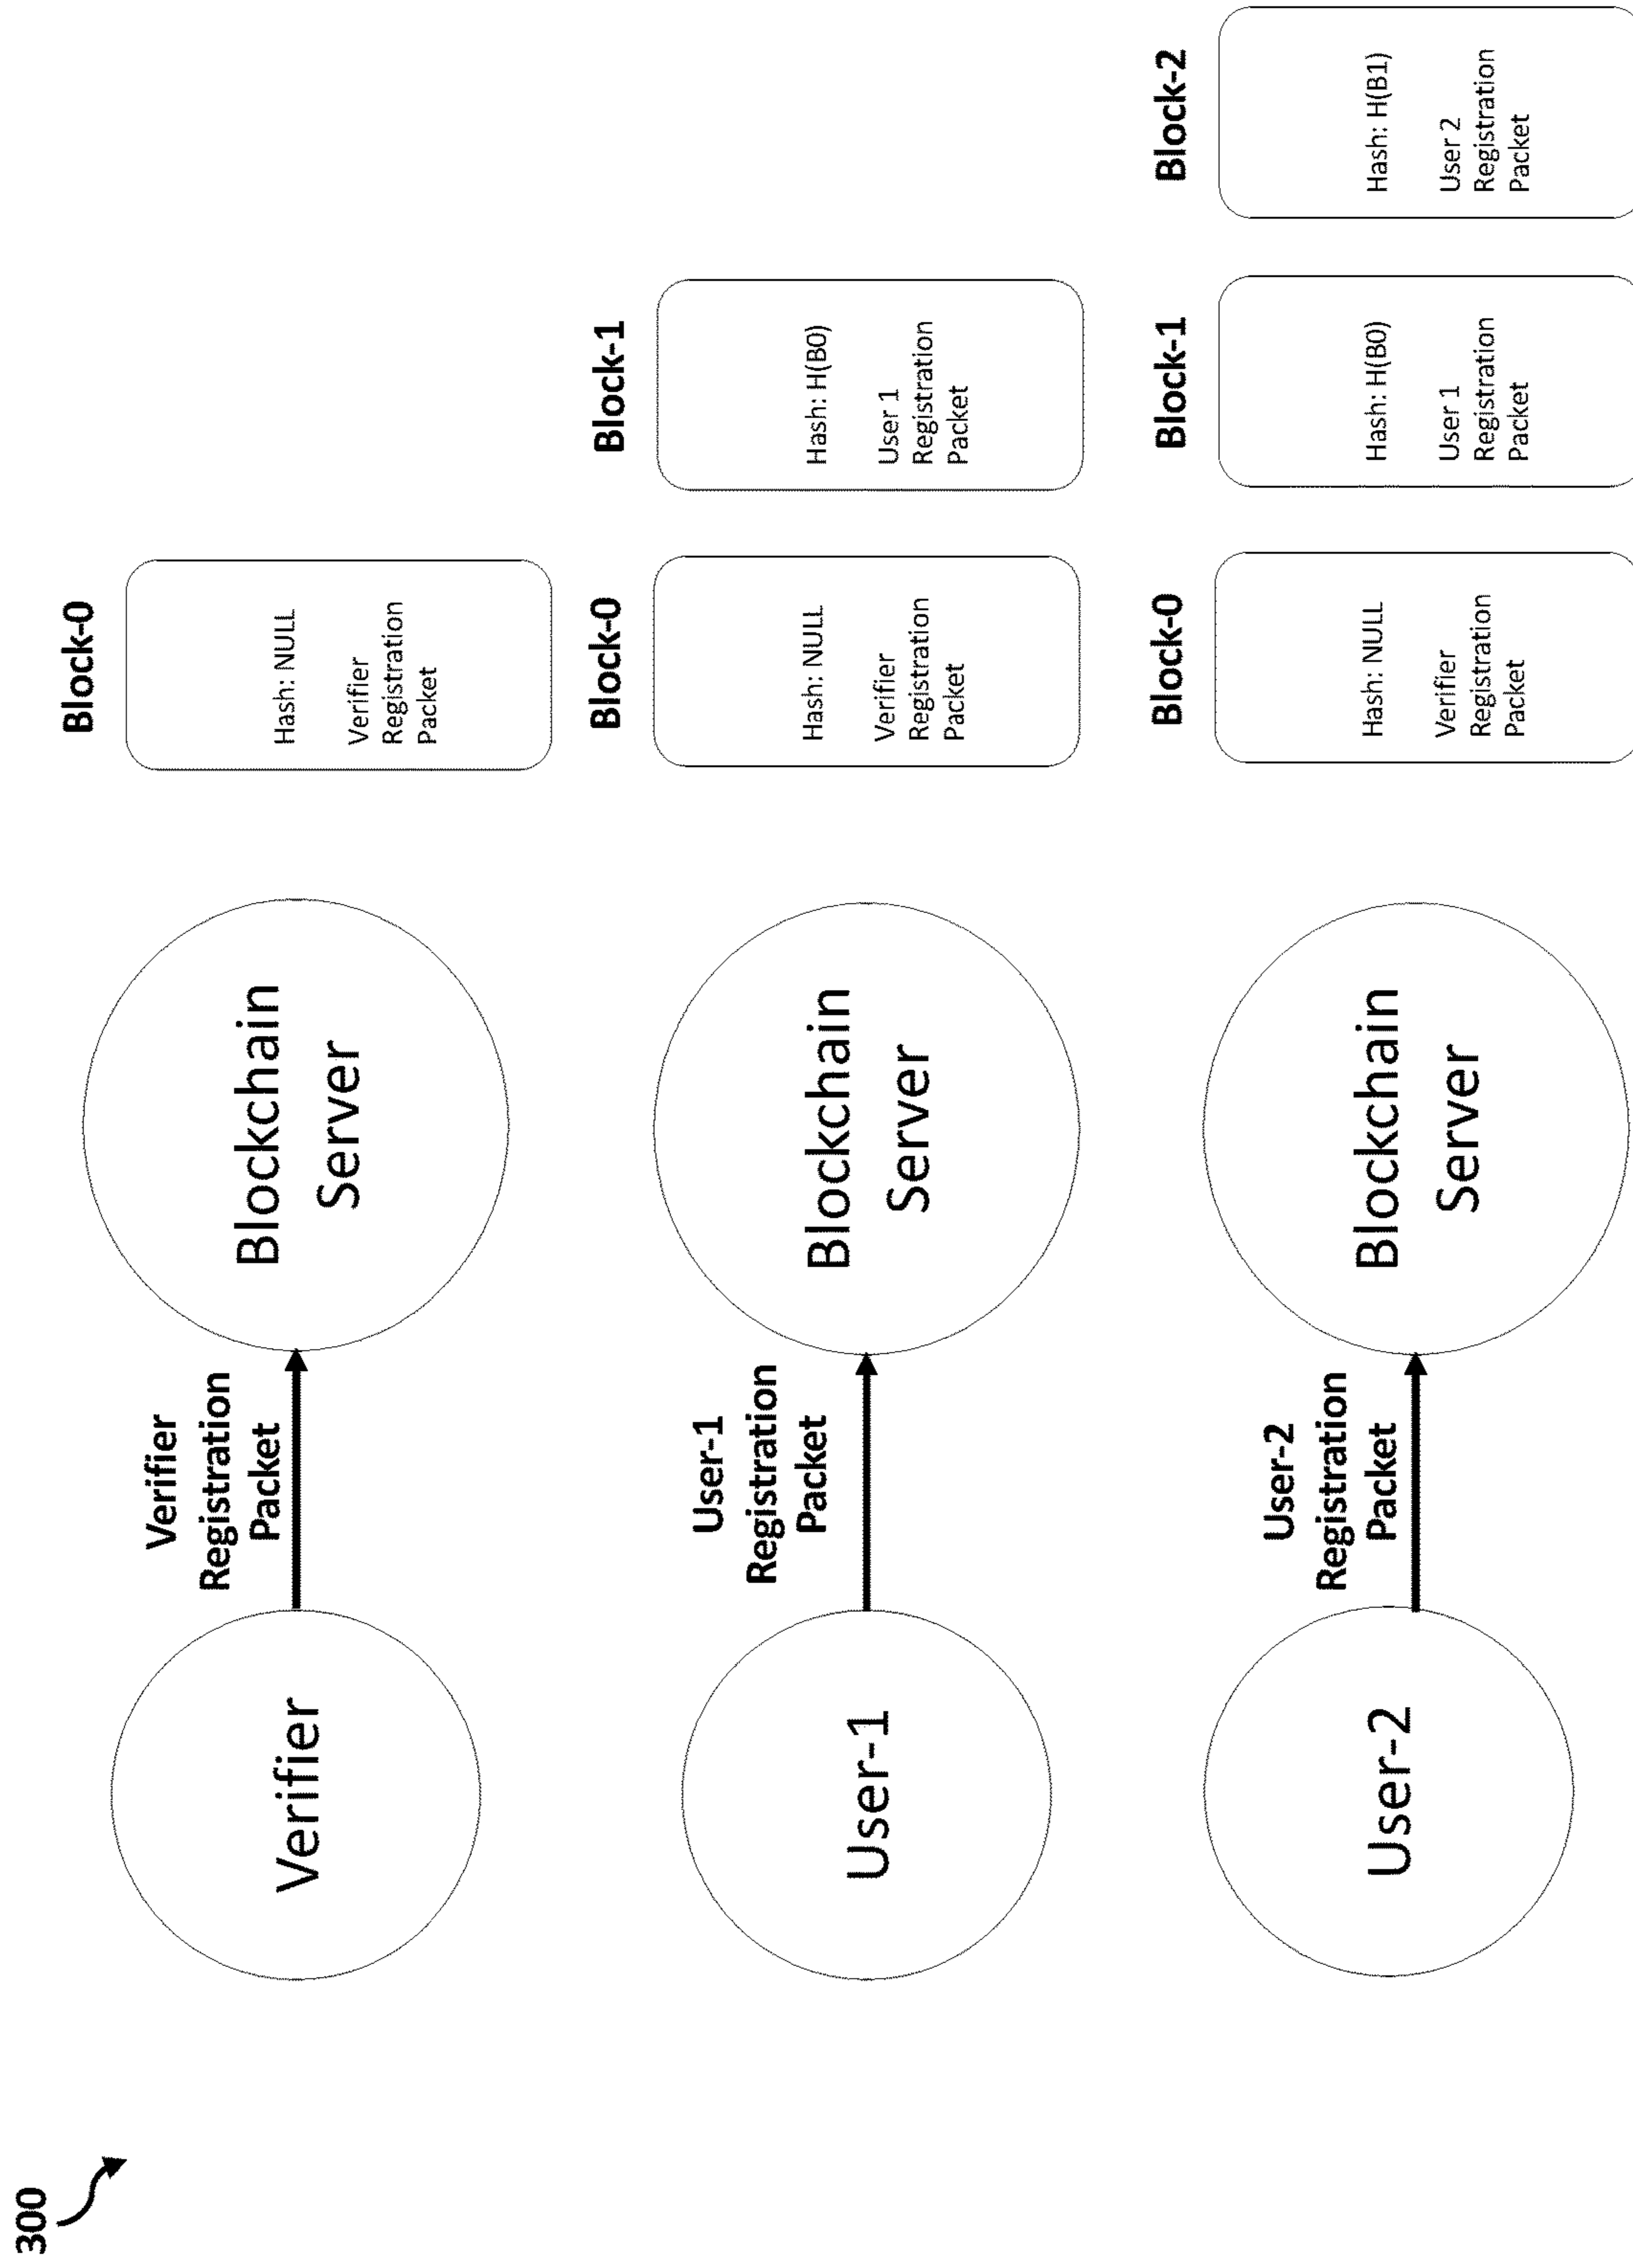 300
Verifier
Verifier
Registration
Packet
Blockchain
Server
Block-0
Hash: NULL
Verifier
Registration
Packet
User-1
User-1
Registration
Packet
Blockchain
Server
Block-0
Hash: NULL
Verifier
Registration
Packet
Block-1
Hash: H(B0)
User 1
Registration
Packet
User-2
User-2
Registration
Packet
Blockchain
Server
Block-0
Hash: NULL
Verifier
Registration
Packet
Block-1
Hash: H(B0)
User 1
Registration
Packet
Block-2
Hash: H(B1)
User 2
Registration
Packet